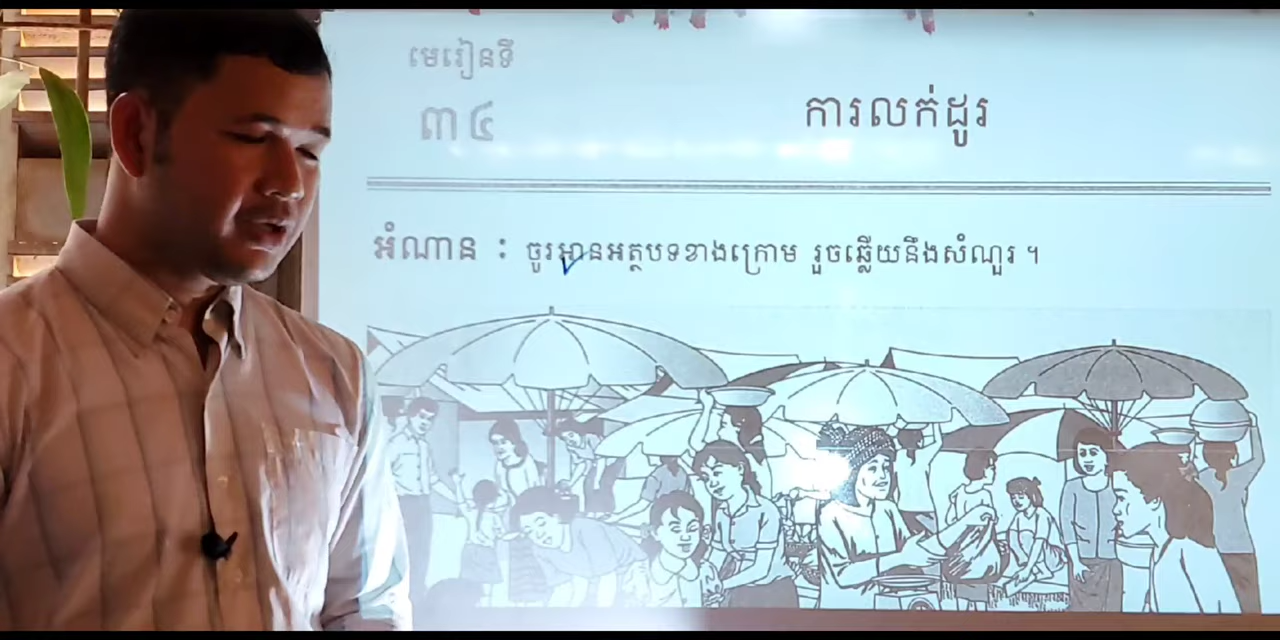 មេរៀនទី
៣៤
ការលក់ដូរ
អំណាន ៖ ចូរអានអត្ថបទខាងក្រោម រួចឆ្លើយនឹងសំណួរ ។